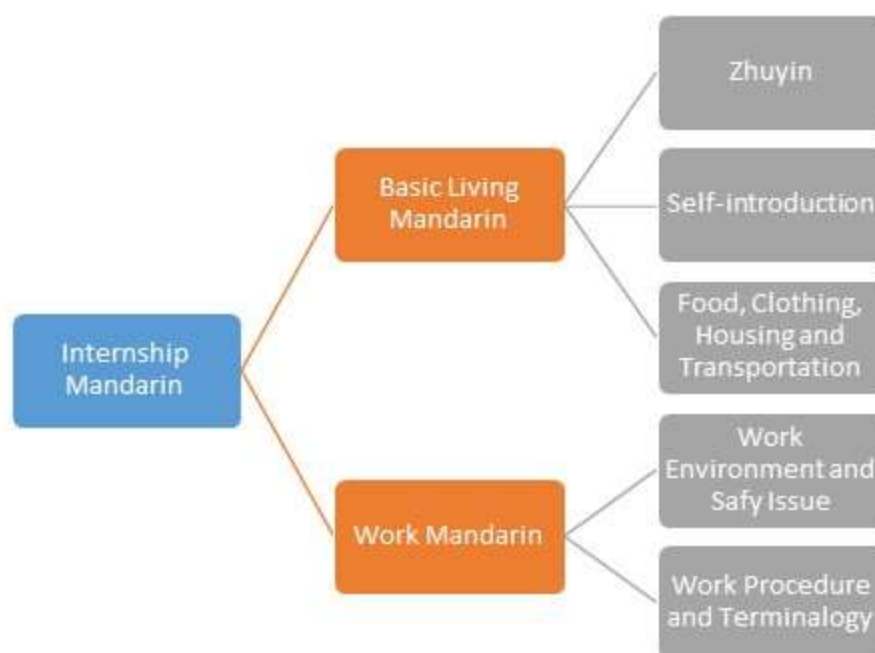 Internship
Mandarin
Basic Living
Mandarin
Zhuyin
Self-introduction
Food, Clothing,
Housing and
Transportation
Work Mandarin
Work
Environment and
Safy Issue
Work Procedure
and Terminalogy